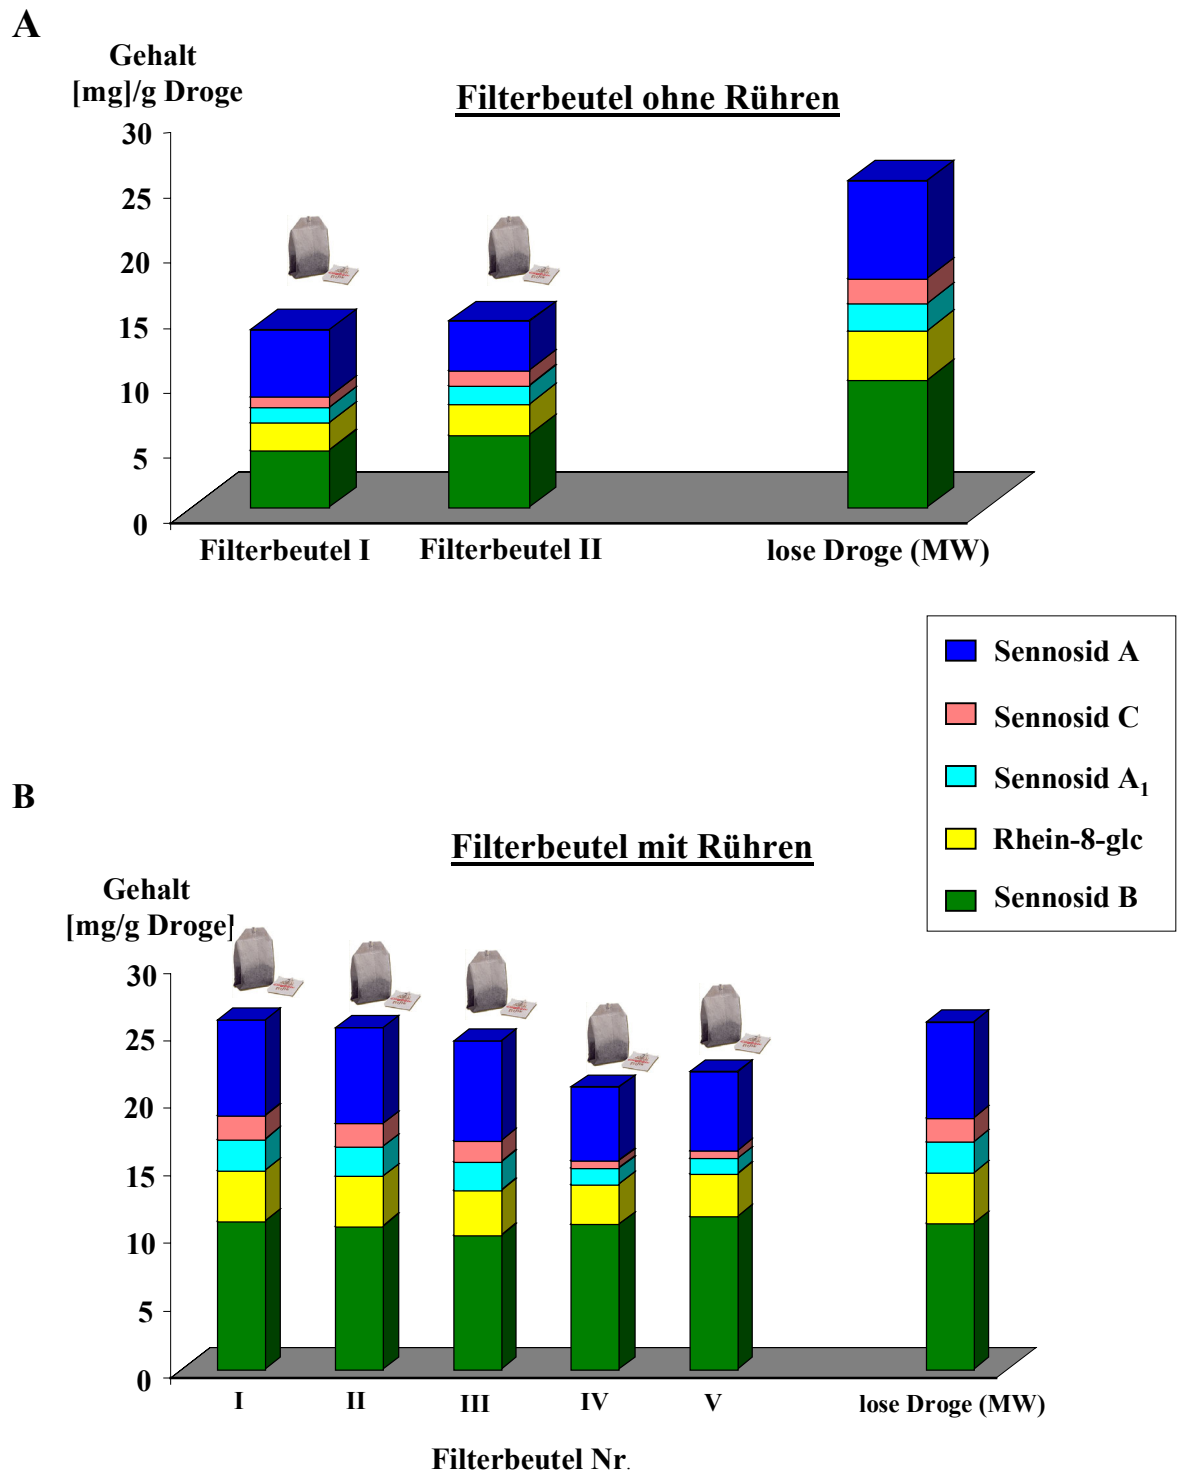 A
Gehalt
[mg]/g Droge
Filterbeutel ohne Rühren
30
25
20
15
10
5
0
Filterbeutel I
Filterbeutel II
lose Droge (MW)
Sennosid A
Sennosid C
Sennosid A₁
Rhein-8-glc
Sennosid B
B
Filterbeutel mit Rühren
Gehalt
[mg/g Droge]
30
25
20
15
10
5
0
I
II
III
IV
V
lose Droge (MW)
Filterbeutel Nr.